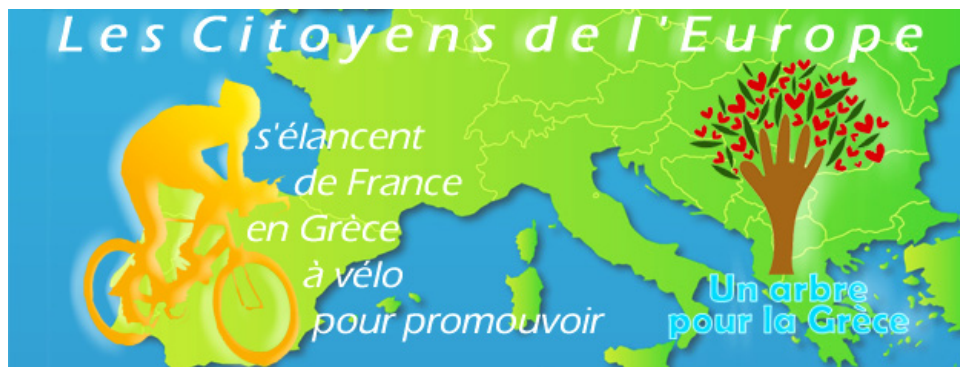 Les Citoyens de l'Europe
s'élancent
de France
en Grèce
à vélo
pour promouvoir
Un arbre
pour la Grèce